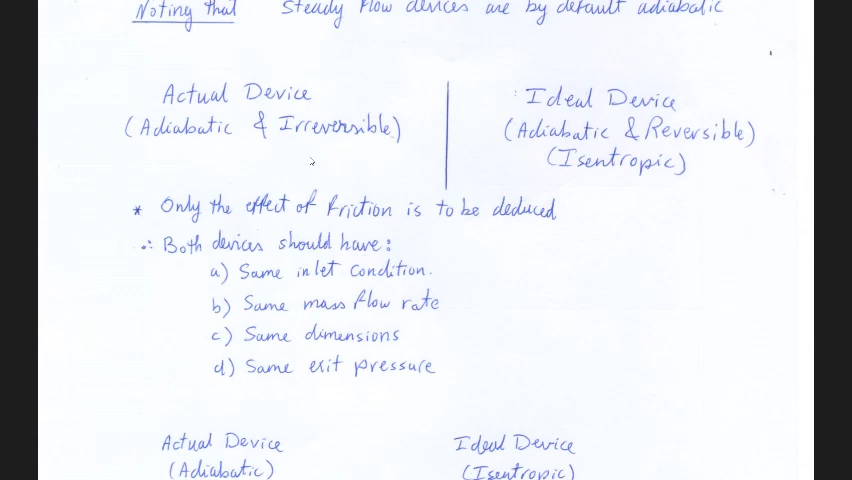 Noting that Steady Flow devices are by default adiabatic
Actual Device
(Adiabatic & Irreversible)
Ideal Device
(Adiabatic & Reversible)
(Isentropic)
* Only the effect of friction is to be deduced
∴ Both devices should have:
a) Same inlet condition.
b) Same mass flow rate
c) Same dimensions
d) Same exit pressure
Actual Device
(Adiabatic)
Ideal Device
(Isentropic)